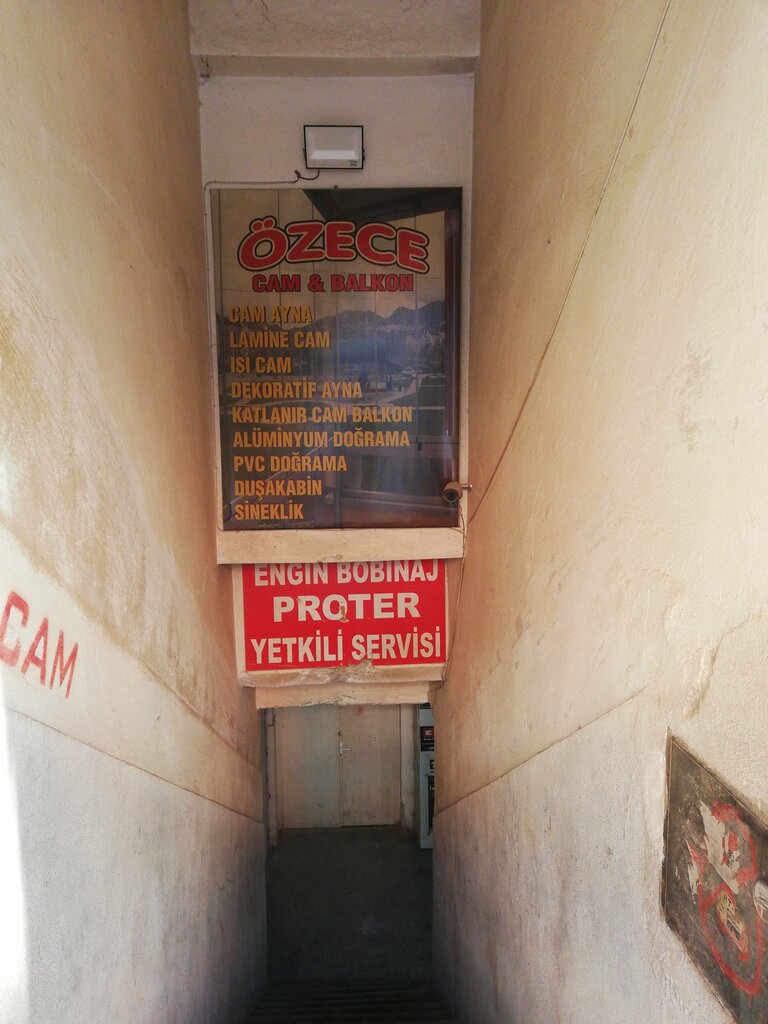 ÖZECE
CAM & BALKON
CAM AYNA
LAMİNE CAM
ISI CAM
DEKORATİF AYNA
KATLANIR CAM BALKON
ALÜMİNYUM DOĞRAMA
PVC DOĞRAMA
DUŞAKABİN
SİNEKLİK
ENGİN BOBİNAJ
PROTER
YETKİLİ SERVİSİ
CAM